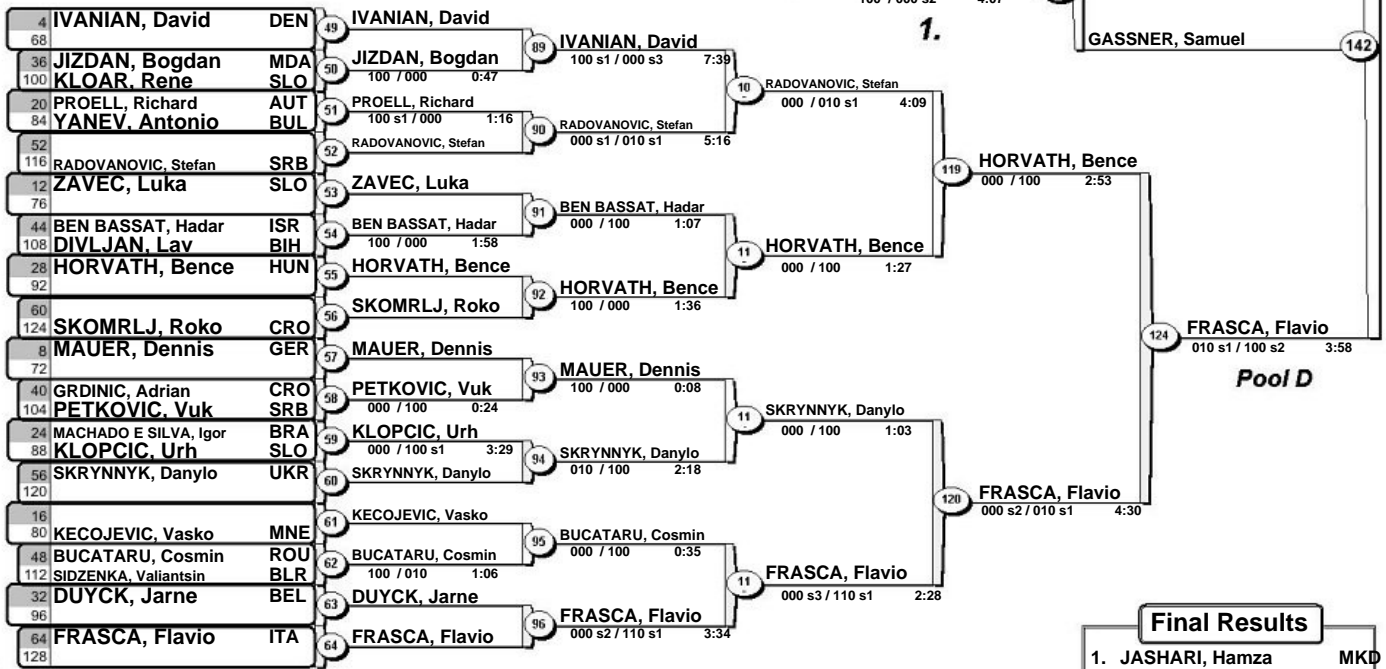 4 IVANIAN, David DEN
68
36 JIZDAN, Bogdan MDA
100 KLOAR, Rene SLO
20 PROELL, Richard AUT
84 YANEV, Antonio BUL
52
116 RADOVANOVIC, Stefan SRB
12 ZAVEC, Luka SLO
76
44 BEN BASSAT, Hadar ISR
108 DIVLJAN, Lav BIH
28 HORVATH, Bence HUN
92
60
124 SKOMRLJ, Roko CRO
8 MAUER, Dennis GER
72
40 GRDINIC, Adrian CRO
104 PETKOVIC, Vuk SRB
24 MACHADO E SILVA, Igor BRA
88 KLOPCIC, Urh SLO
56 SKRYNNYK, Danylo UKR
120
16
80 KECOJEVIC, Vasko MNE
48 BUCATARU, Cosmin ROU
112 SIDZENKA, Valiantsin BLR
32 DUYCK, Jarne BEL
96
64 FRASCA, Flavio ITA
128
49 IVANIAN, David
50 JIZDAN, Bogdan
100 / 000 0:47
51 PROELL, Richard
100 s1 / 000 1:16
52 RADOVANOVIC, Stefan
53 ZAVEC, Luka
54 BEN BASSAT, Hadar
100 / 000 1:58
55 HORVATH, Bence
56 SKOMRLJ, Roko
57 MAUER, Dennis
58 PETKOVIC, Vuk
000 / 100 0:24
59 KLOPCIC, Urh
000 / 100 s1 3:29
60 SKRYNNYK, Danylo
61 KECOJEVIC, Vasko
62 BUCATARU, Cosmin
100 / 010 1:06
63 DUYCK, Jarne
64 FRASCA, Flavio
89 IVANIAN, David
100 s1 / 000 s3 7:39
90 RADOVANOVIC, Stefan
000 s1 / 010 s1 5:16
91 BEN BASSAT, Hadar
000 / 100 1:07
92 HORVATH, Bence
100 / 000 1:36
93 MAUER, Dennis
100 / 000 0:08
94 SKRYNNYK, Danylo
010 / 100 2:18
95 BUCATARU, Cosmin
000 / 100 0:35
96 FRASCA, Flavio
000 s2 / 110 s1 3:34
10 RADOVANOVIC, Stefan
000 / 010 s1 4:09
11 HORVATH, Bence
000 / 100 1:27
11 SKRYNNYK, Danylo
000 / 100 1:03
11 FRASCA, Flavio
000 s3 / 110 s1 2:28
119 HORVATH, Bence
000 / 100 2:53
120 FRASCA, Flavio
000 s2 / 010 s1 4:30
124 FRASCA, Flavio
010 s1 / 100 s2 3:58
Pool D
1.
GASSNER, Samuel
142
Final Results
1. JASHARI, Hamza MKD